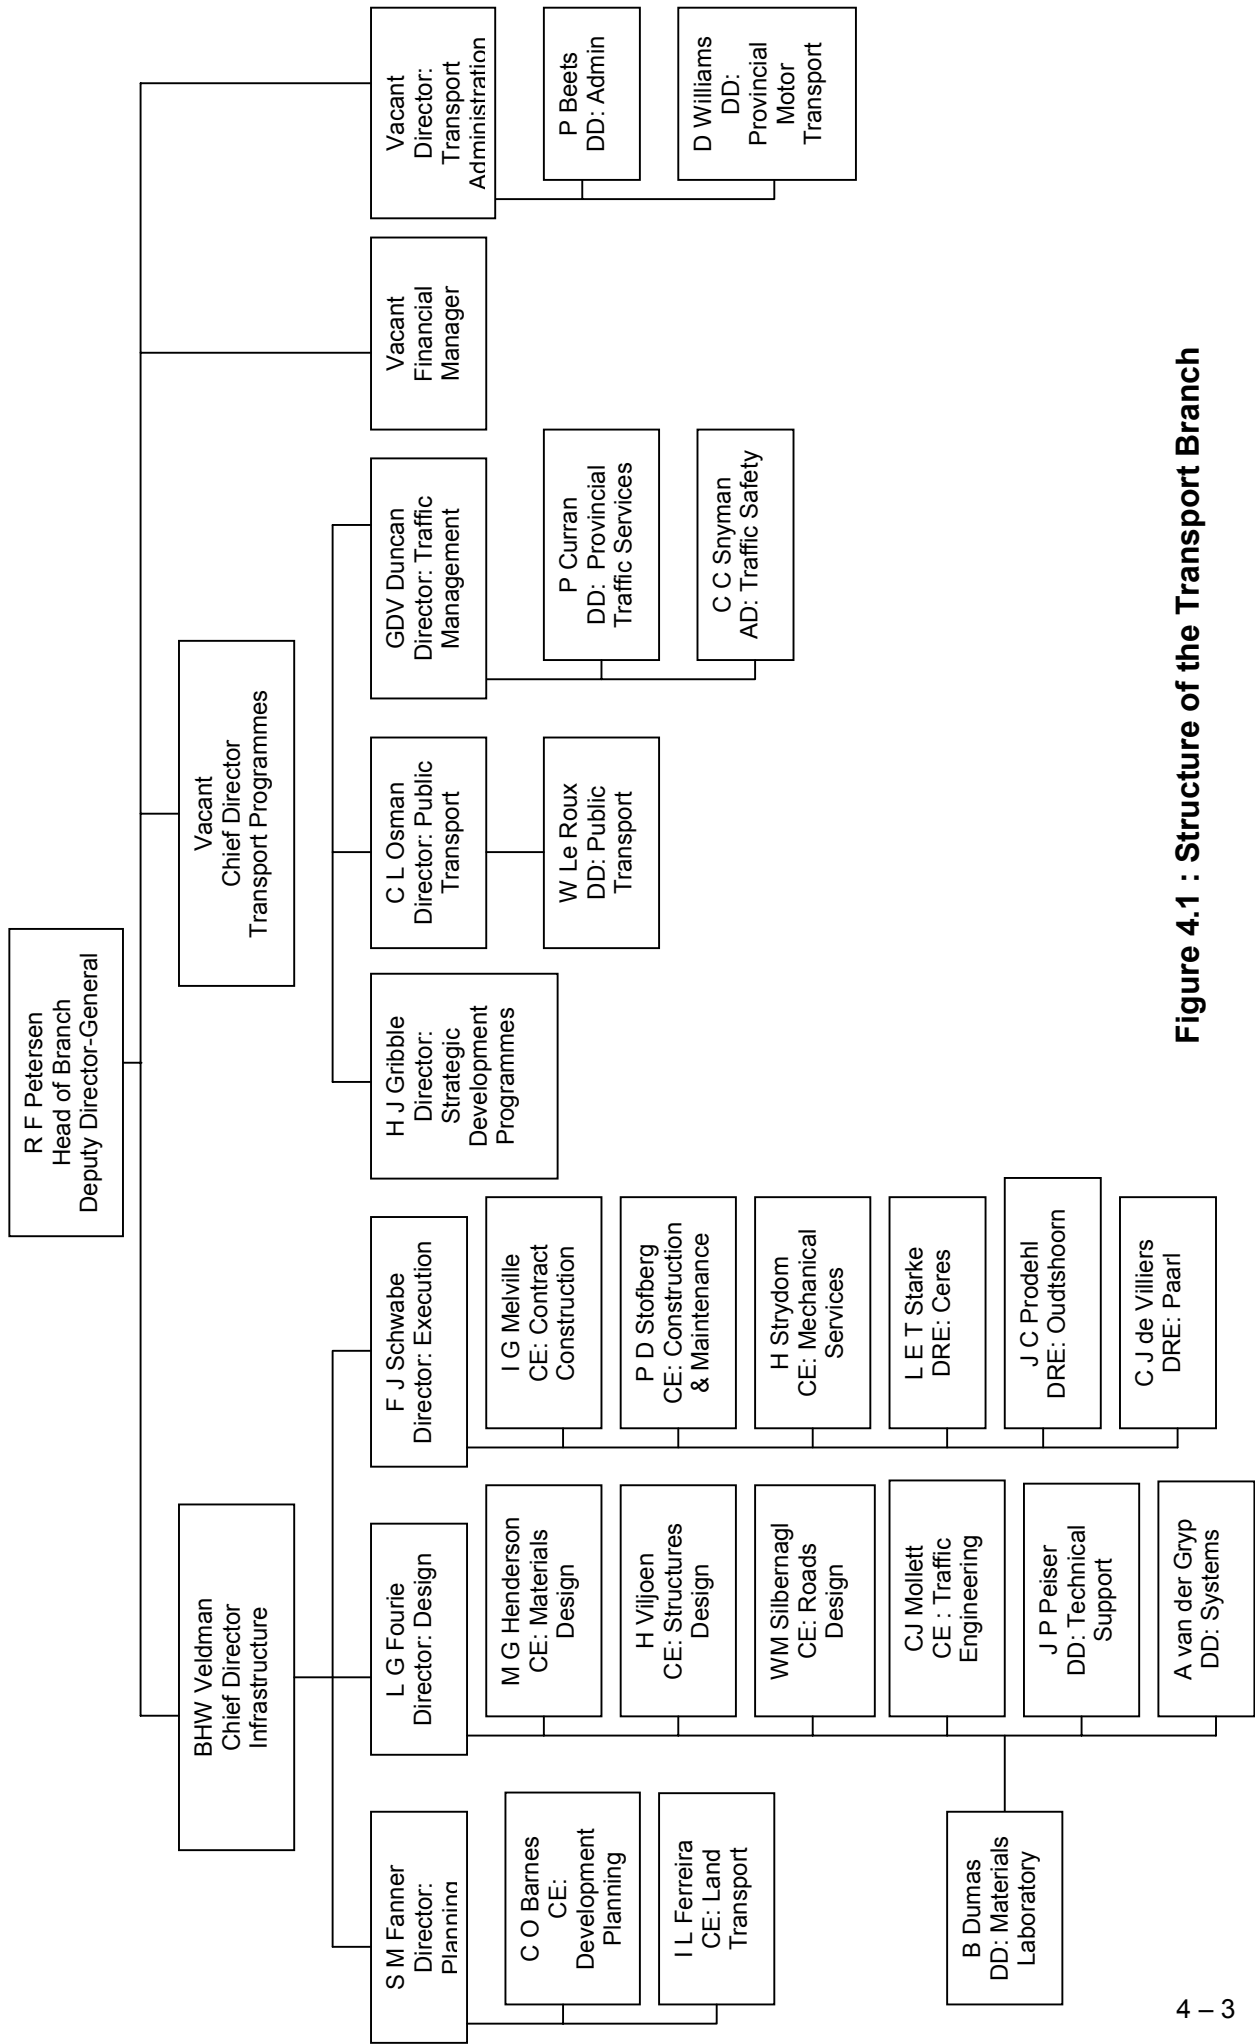 R F Petersen
Head of Branch
Deputy Director-General
BHW Veldman
Chief Director
Infrastructure
Vacant
Chief Director
Transport Programmes
S M Fanner
Director:
Planning
L G Fourie
Director: Design
F J Schwabe
Director: Execution
H J Gribble
Director:
Strategic
Development
Programmes
C L Osman
Director: Public
Transport
GDV Duncan
Director: Traffic
Management
Vacant
Financial
Manager
Vacant
Director:
Transport
Administration
C O Barnes
CE:
Development
Planning
I L Ferreira
CE: Land
Transport
M G Henderson
CE: Materials
Design
H Viljoen
CE: Structures
Design
WM Silbernagl
CE: Roads
Design
CJ Mollett
CE : Traffic
Engineering
B Dumas
DD: Materials
Laboratory
J P Peiser
DD: Technical
Support
A van der Gryp
DD: Systems
I G Melville
CE: Contract
Construction
P D Stofberg
CE: Construction
& Maintenance
H Strydom
CE: Mechanical
Services
L E T Starke
DRE: Ceres
J C Prodehl
DRE: Oudtshoorn
C J de Villiers
DRE: Paarl
W Le Roux
DD: Public
Transport
P Curran
DD: Provincial
Traffic Services
C C Snyman
AD: Traffic Safety
P Beets
DD: Admin
D Williams
DD:
Provincial
Motor
Transport
Figure 4.1 : Structure of the Transport Branch
4 – 3